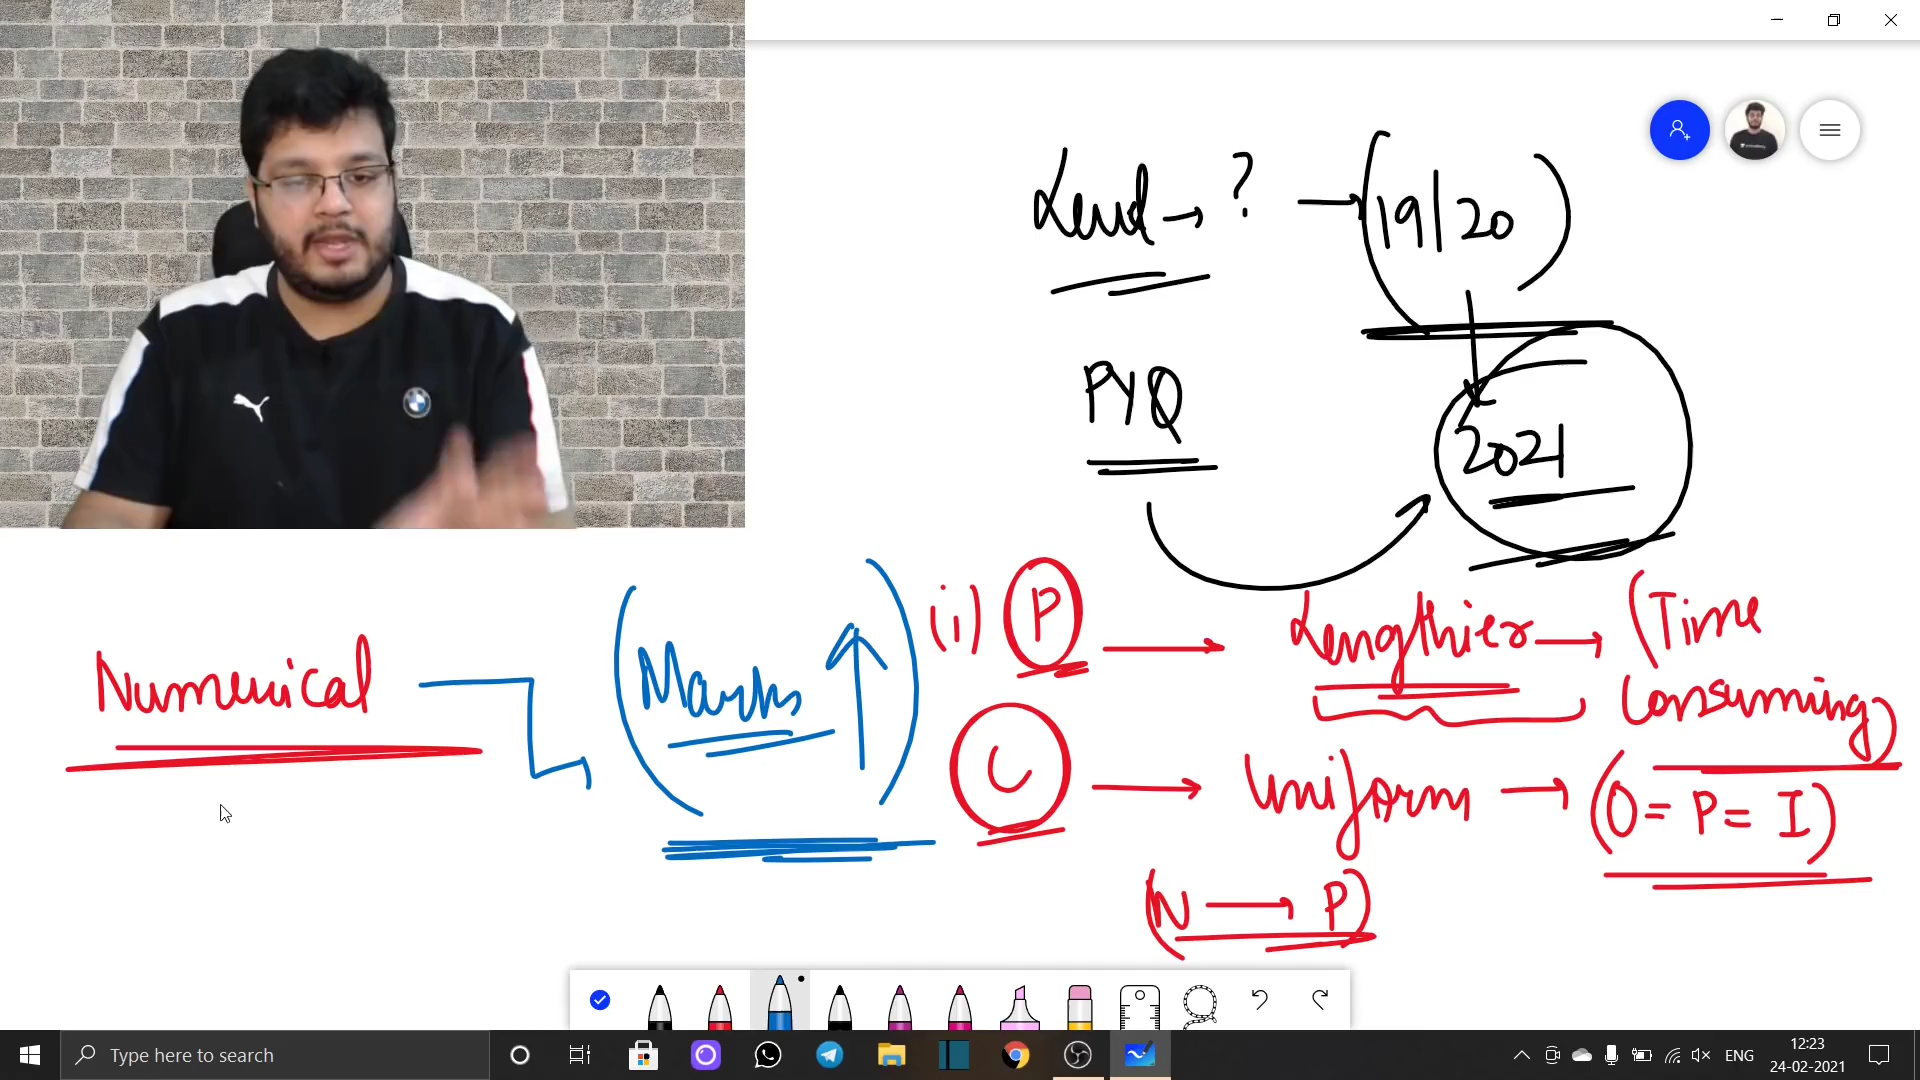 Level → ? → (19|20)
PYQ
2021
(i) P → Lengthier → (Time
Consuming)
Numerical
(Marks ↑)
C → Uniform → (O = P = I)
(N → P)
Type here to search
ENG
12:23
24-02-2021